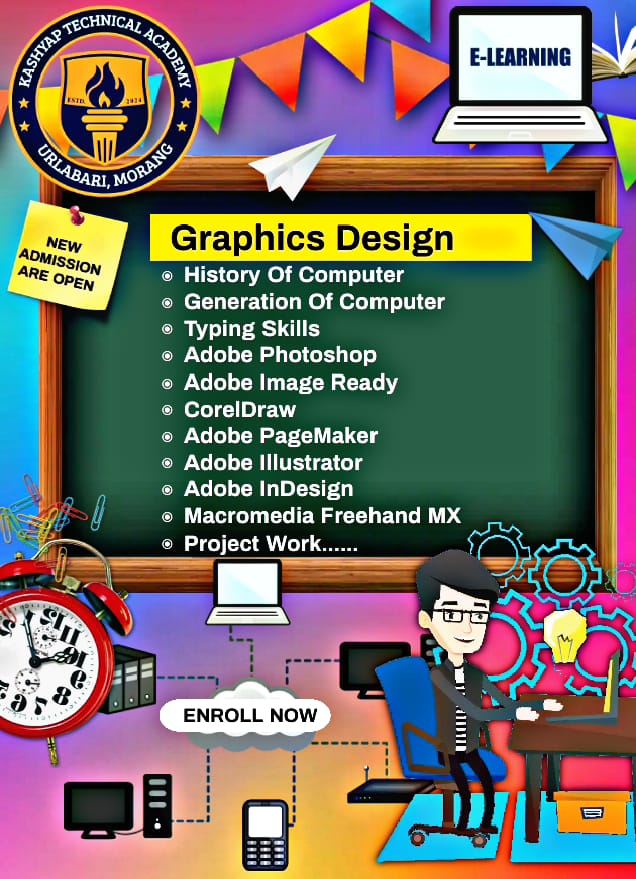 KASHYAP TECHNICAL ACADEMY
ESTD. 2024
URLABARI, MORANG
E-LEARNING
NEW
ADMISSION
ARE OPEN
Graphics Design
History Of Computer
Generation Of Computer
Typing Skills
Adobe Photoshop
Adobe Image Ready
CorelDraw
Adobe PageMaker
Adobe Illustrator
Adobe InDesign
Macromedia Freehand MX
Project Work......
ENROLL NOW